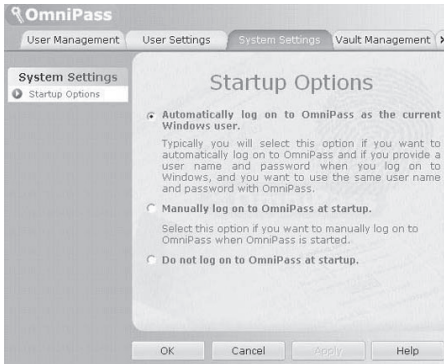 OmniPass
User Management User Settings System Settings Vault Management
System Settings
Startup Options
Startup Options
Automatically log on to OmniPass as the current
Windows user.
Typically you will select this option if you want to
automatically log on to OmniPass and if you provide a
user name and password when you log on to
Windows, and you want to use the same user name
and password with OmniPass.
Manually log on to OmniPass at startup.
Select this option if you want to manually log on to
OmniPass when OmniPass is started.
Do not log on to OmniPass at startup.
OK Cancel Apply Help